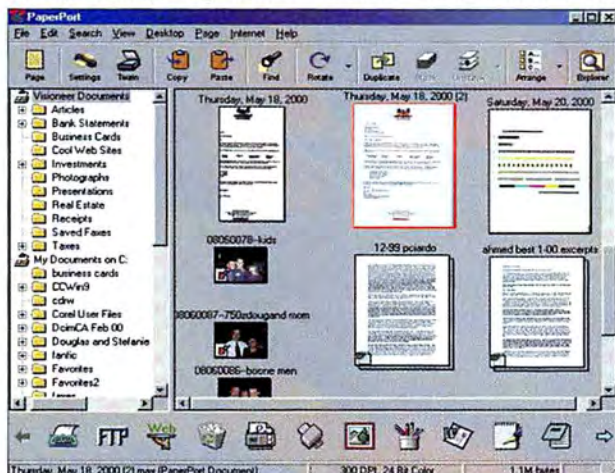 PaperPort
File Edit Search View Desktop Page Internet Help
Page Settings Twain Copy Paste Find Rotate Duplicate Arrange Explorer
Visioneer Documents
Articles
Bank Statements
Business Cards
Cool Web Sites
Investments
Photographs
Presentations
Real Estate
Receipts
Saved Faxes
Taxes
My Documents on C:
business cards
CCWin9
cdrw
Corel User Files
DcimCA Feb 00
Douglas and Stefanie
fanfic
Favorites
Favorites2
Thursday, May 18, 2000
Thursday, May 18, 2000 (2)
Saturday, May 20, 2000
08060078-kids
12-99 pciardo
ahmed best 1-00 excerpts
08060087-750zdougand mom
08060086-boone men
FTP
Web
Thursday, May 18, 2000 (2).max (PaperPort Document)
300 DPI, 24 Bit Color
1.1M bytes